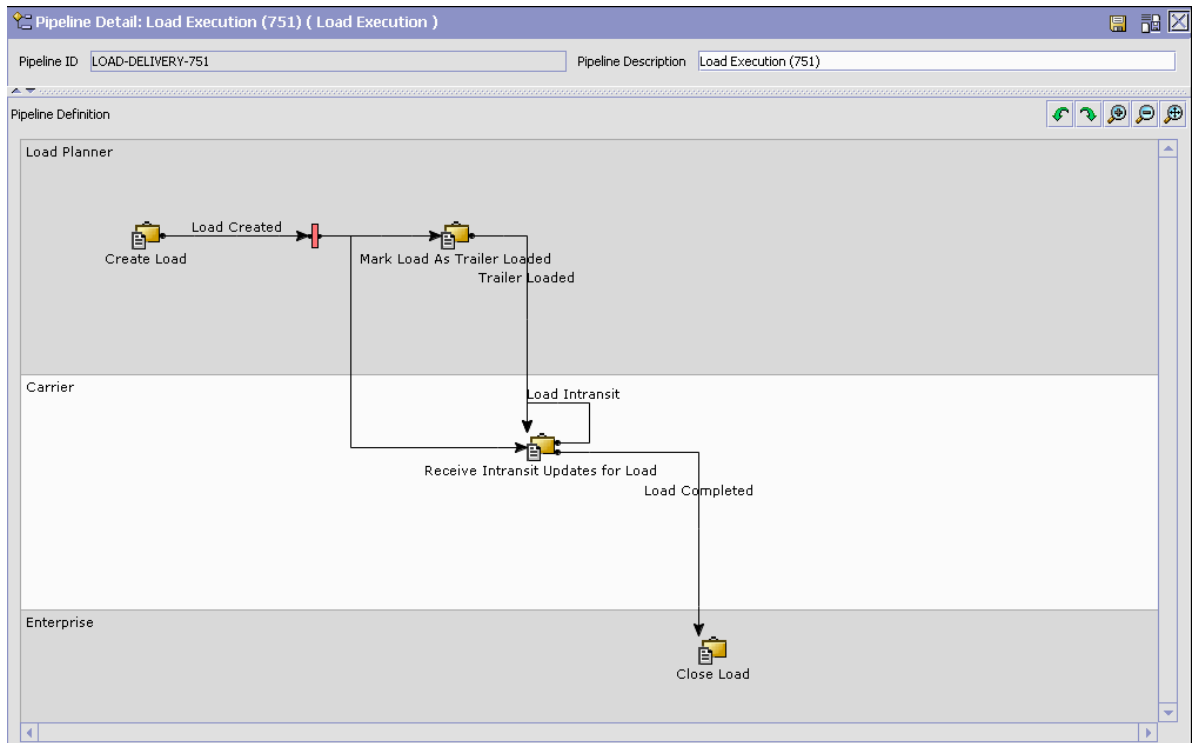 Pipeline Detail: Load Execution (751) ( Load Execution )
Pipeline ID LOAD-DELIVERY-751 Pipeline Description Load Execution (751)
Pipeline Definition
Load Planner
Load Created
Create Load
Mark Load As Trailer Loaded
Trailer Loaded
Carrier
Load Intransit
Receive Intransit Updates for Load
Load Completed
Enterprise
Close Load